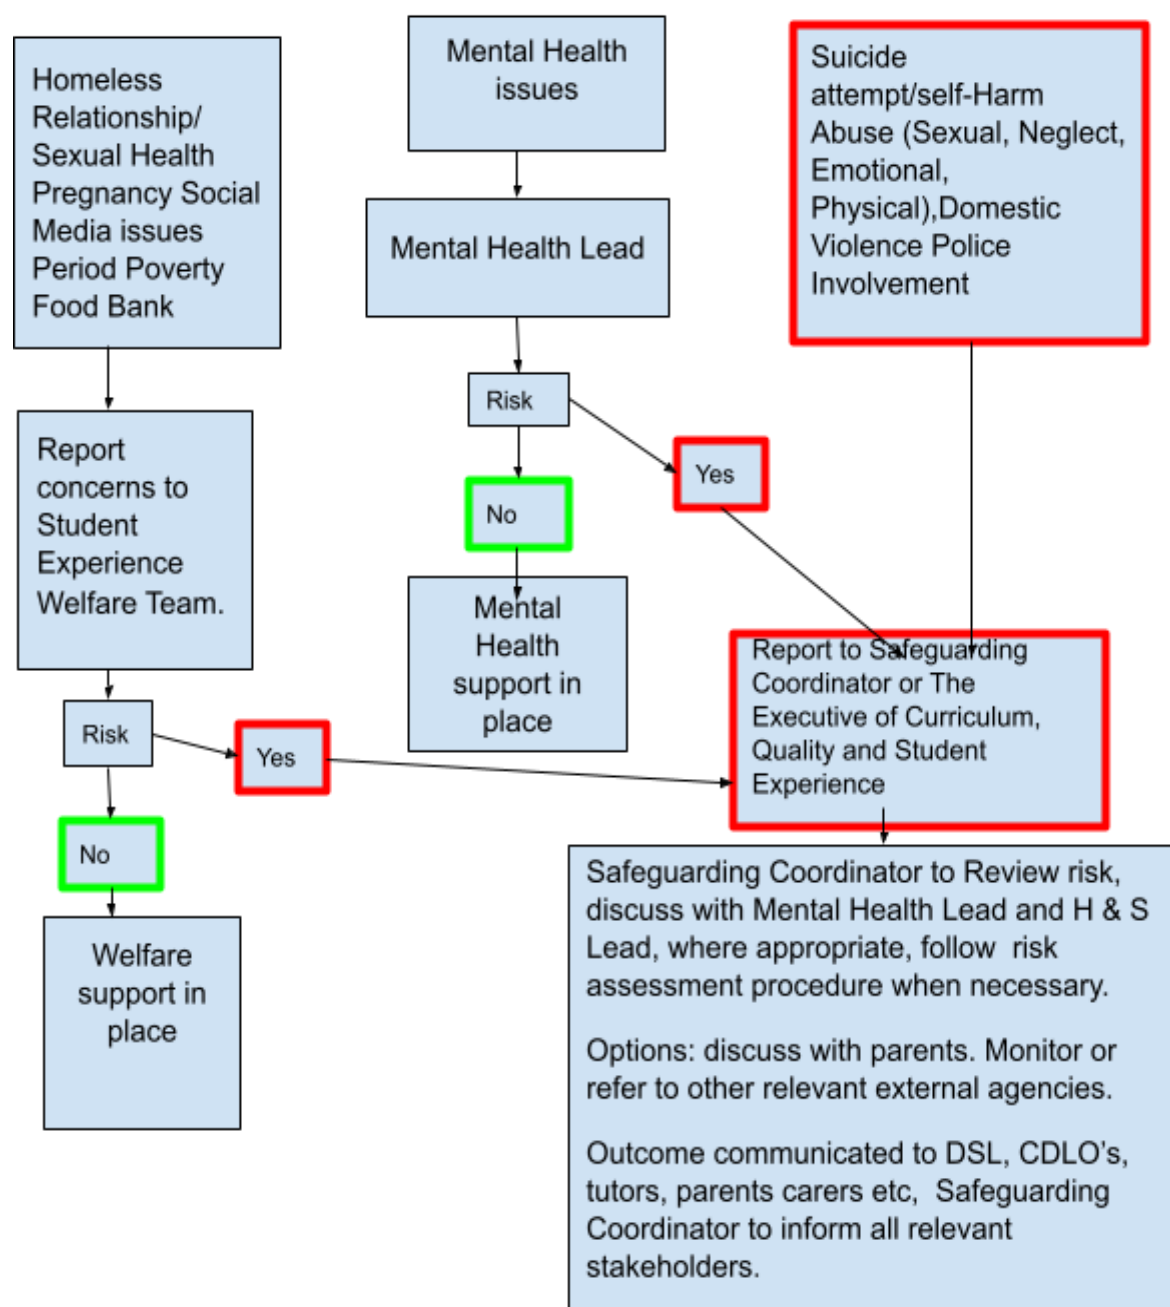 Homeless
Relationship/
Sexual Health
Pregnancy Social
Media issues
Period Poverty
Food Bank
Mental Health
issues
Suicide
attempt/self-Harm
Abuse (Sexual, Neglect,
Emotional,
Physical),Domestic
Violence Police
Involvement
Mental Health Lead
Risk
Yes
No
Mental
Health
support in
place
Report
concerns to
Student
Experience
Welfare Team.
Risk
Yes
No
Welfare
support in
place
Report to Safeguarding
Coordinator or The
Executive of Curriculum,
Quality and Student
Experience
Safeguarding Coordinator to Review risk,
discuss with Mental Health Lead and H & S
Lead, where appropriate, follow  risk
assessment procedure when necessary.
Options: discuss with parents. Monitor or
refer to other relevant external agencies.
Outcome communicated to DSL, CDLO’s,
tutors, parents carers etc,  Safeguarding
Coordinator to inform all relevant
stakeholders.